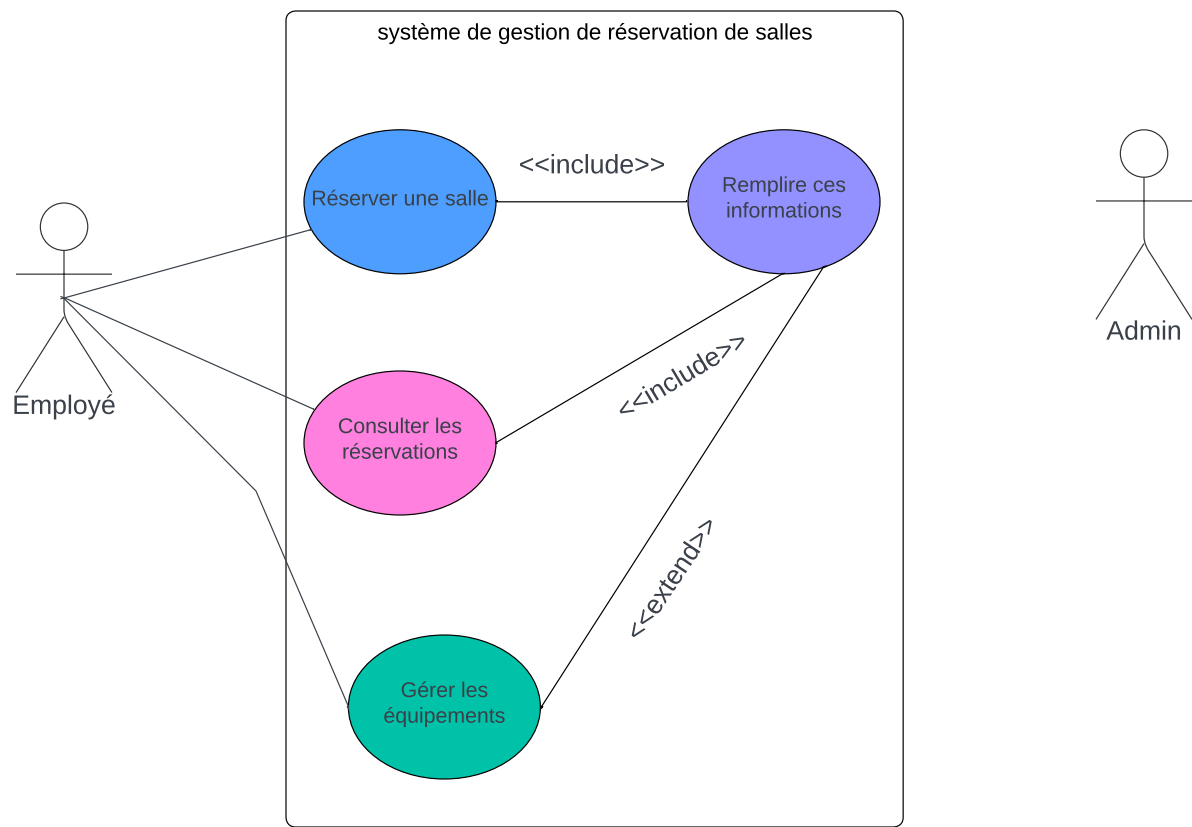 système de gestion de réservation de salles
<<include>>
Réserver une salle
Remplire ces
informations
Employé
Admin
<<include>>
Consulter les
réservations
<<extend>>
Gérer les
équipements